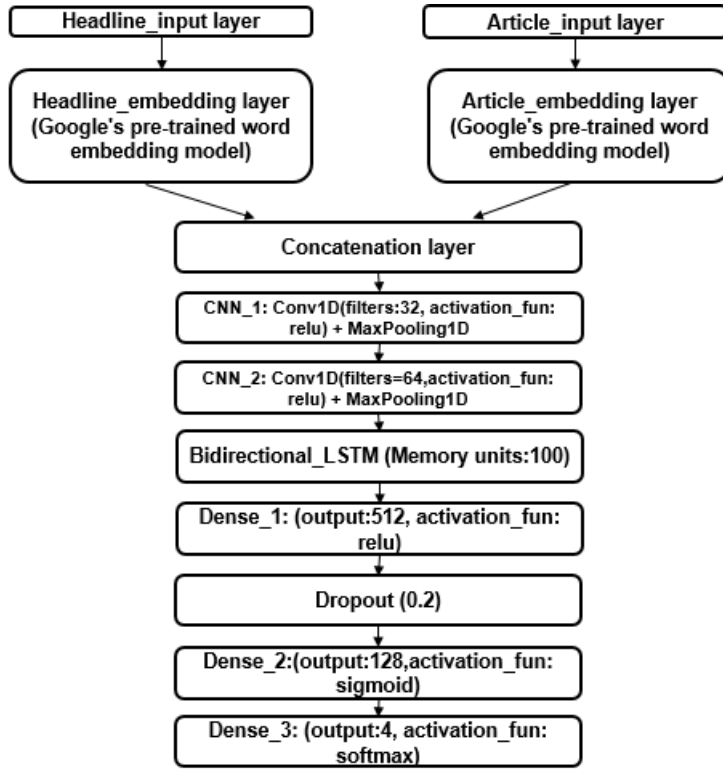 Headline_input layer
Article_input layer
Headline_embedding layer
(Google's pre-trained word
embedding model)
Article_embedding layer
(Google's pre-trained word
embedding model)
Concatenation layer
CNN_1: Conv1D(filters:32, activation_fun:
relu) + MaxPooling1D
CNN_2: Conv1D(filters=64,activation_fun:
relu) + MaxPooling1D
Bidirectional_LSTM (Memory units:100)
Dense_1: (output:512, activation_fun:
relu)
Dropout (0.2)
Dense_2:(output:128,activation_fun:
sigmoid)
Dense_3: (output:4, activation_fun:
softmax)